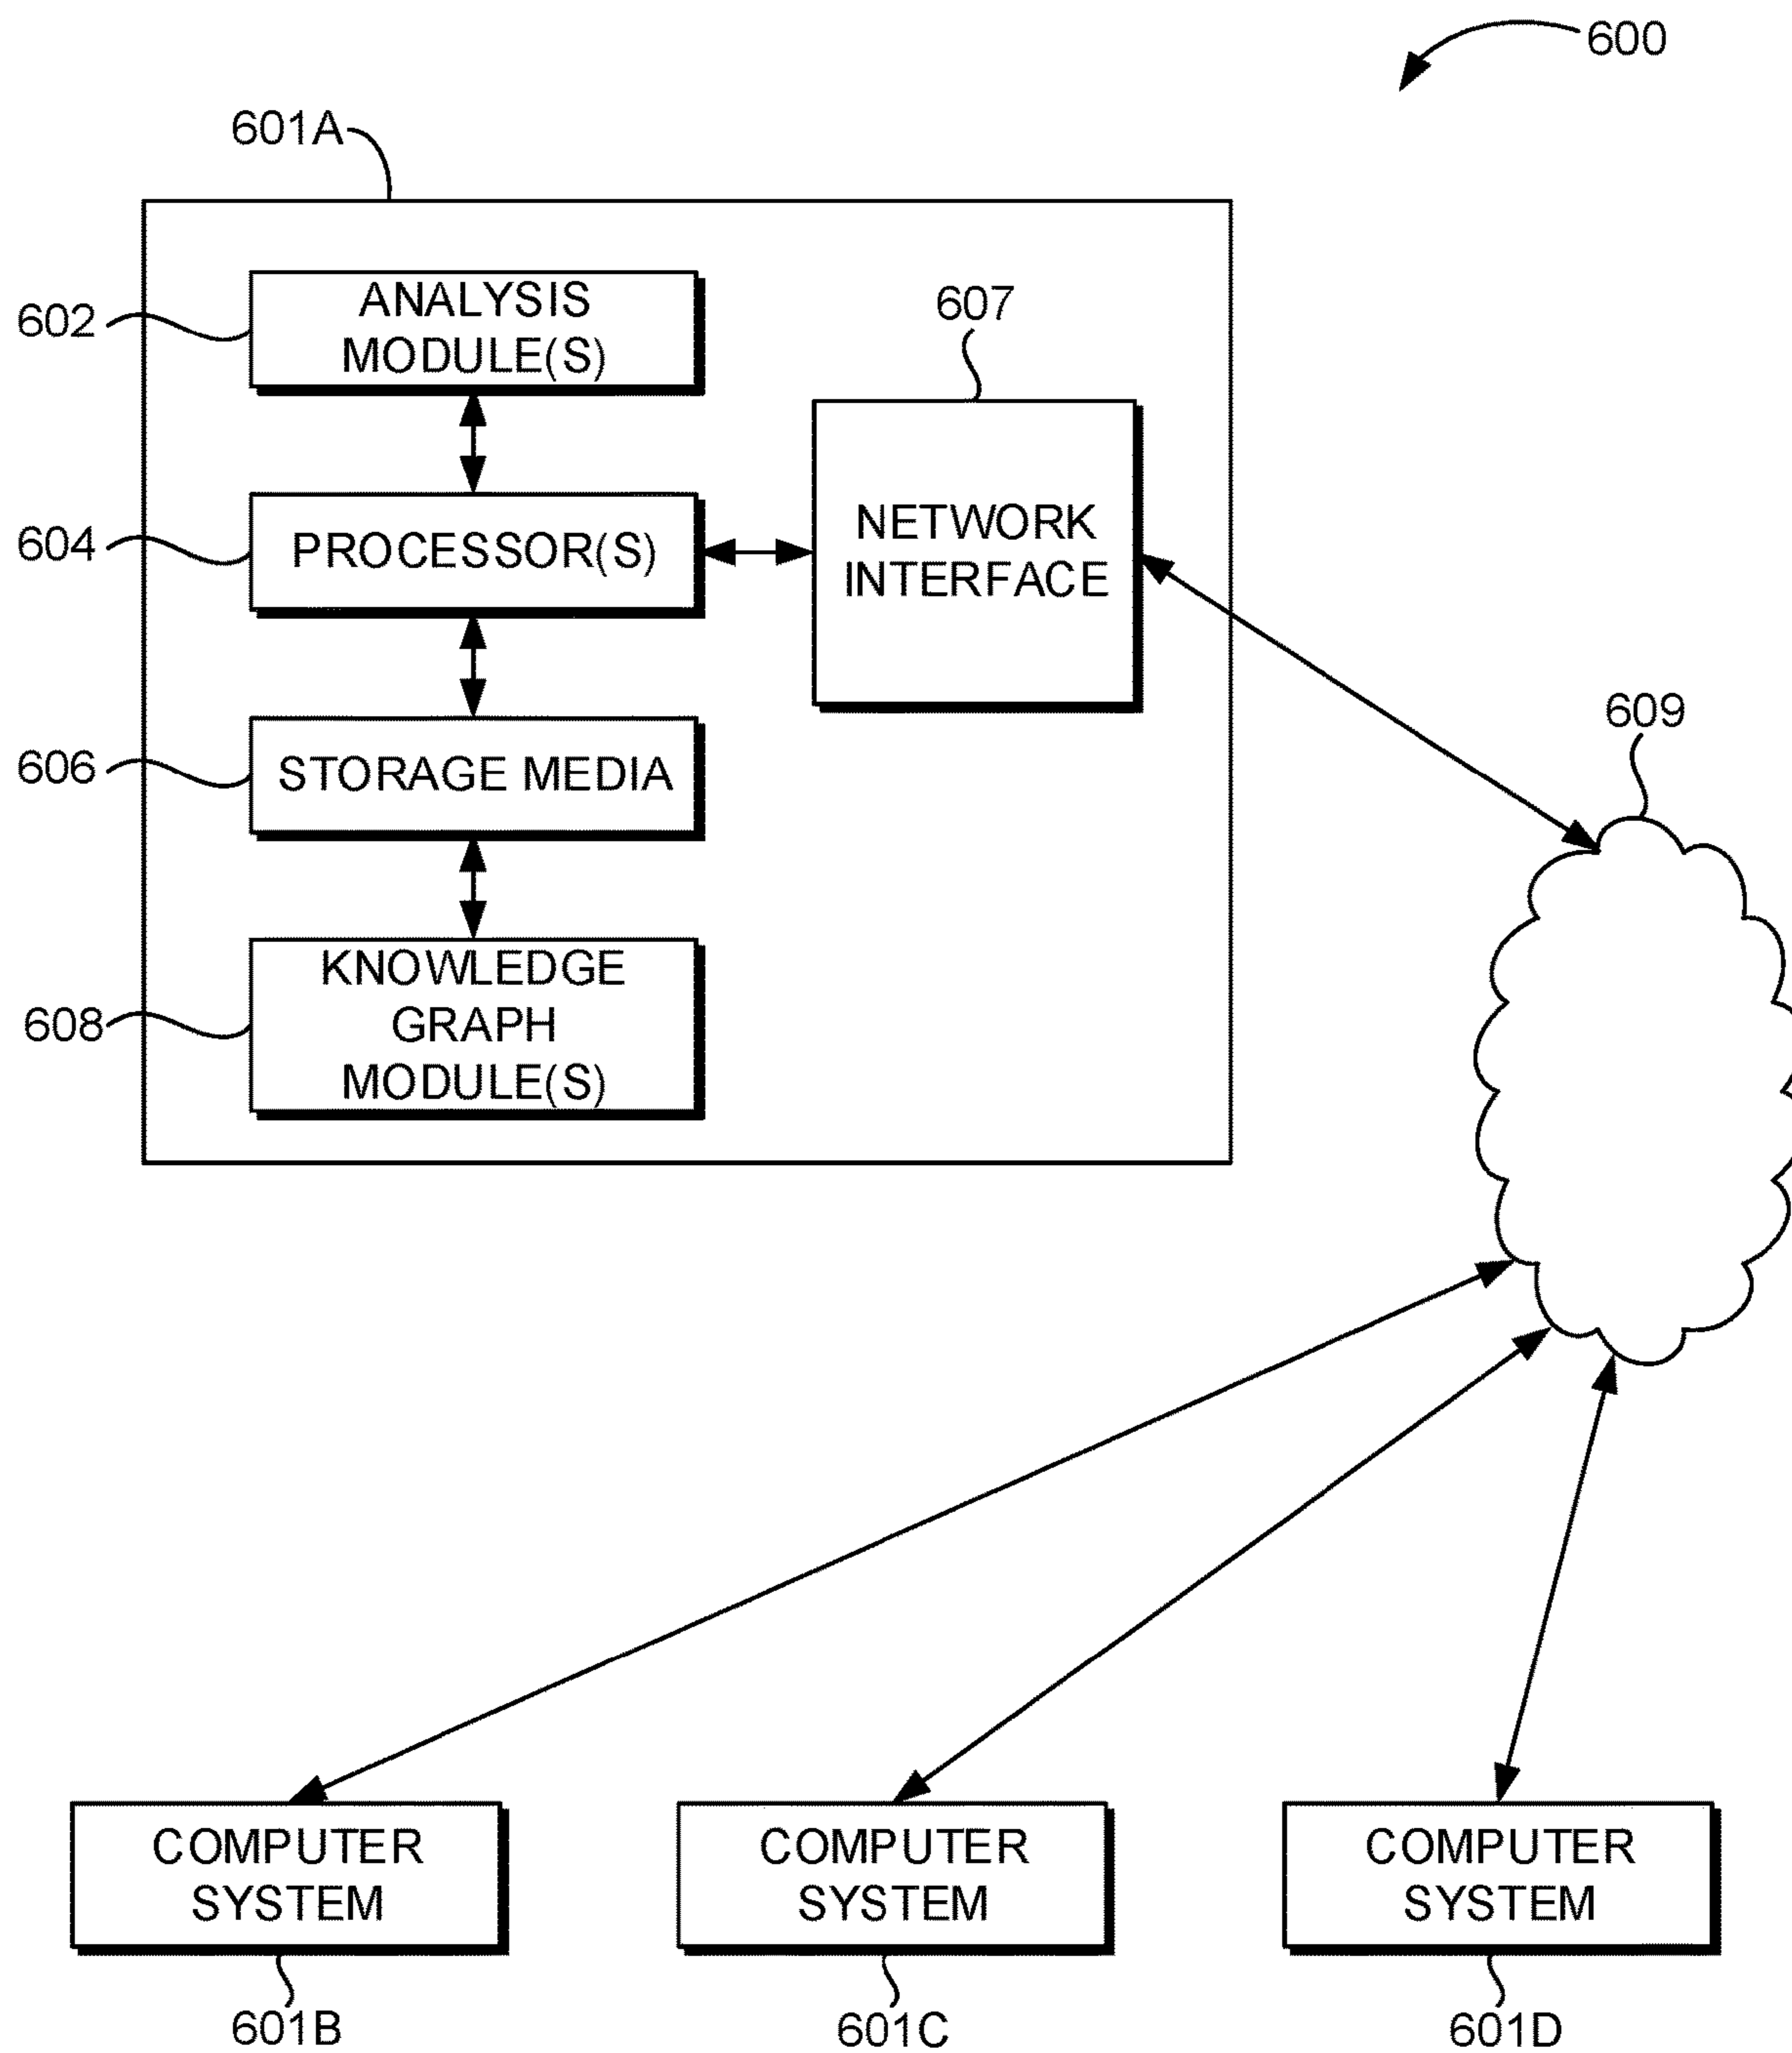 600
601A
ANALYSIS
MODULE(S)
602
607
PROCESSOR(S)
604
NETWORK
INTERFACE
STORAGE MEDIA
606
609
KNOWLEDGE
GRAPH
MODULE(S)
608
COMPUTER
SYSTEM
COMPUTER
SYSTEM
COMPUTER
SYSTEM
601B
601C
601D